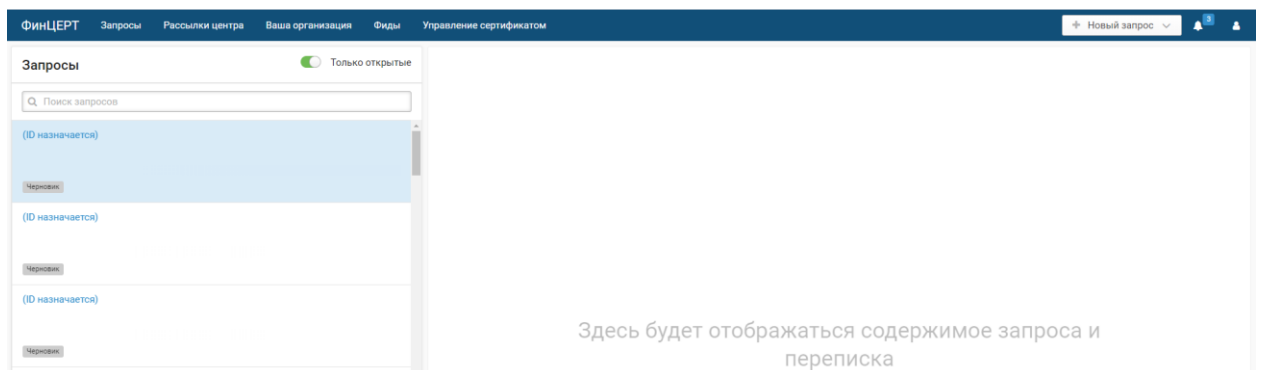 ФинЦЕРТ Запросы Рассылки центра Ваша организация Фиды Управление сертификатом + Новый запрос 3
Запросы Только открытые
Поиск запросов
(ID назначается)
Черновик
(ID назначается)
Черновик
(ID назначается)
Черновик
Здесь будет отображаться содержимое запроса и
переписка